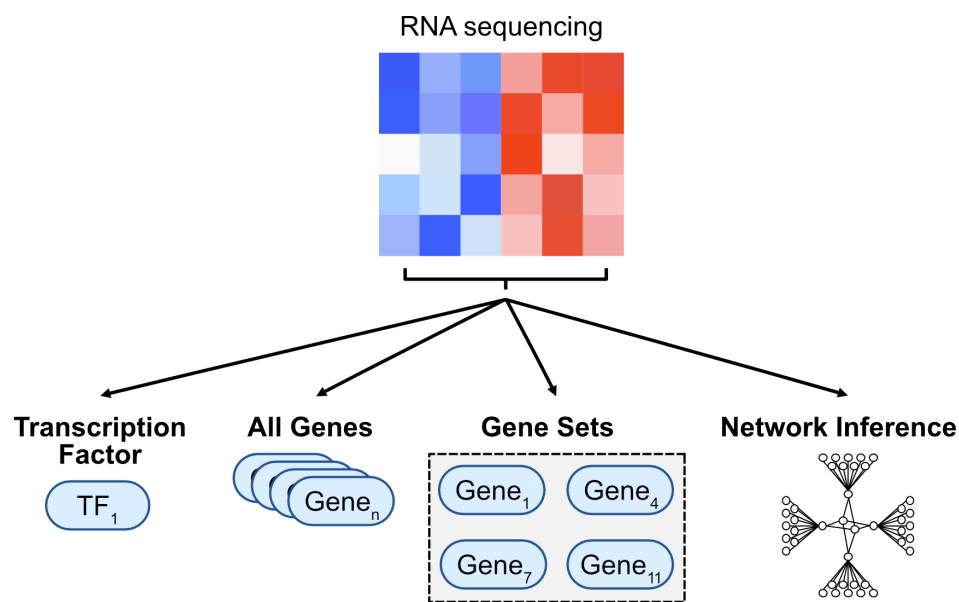 RNA sequencing
Transcription
Factor
All Genes
Gene Sets
Network Inference
TF1
Genen
Gene1
Gene4
Gene7
Gene11